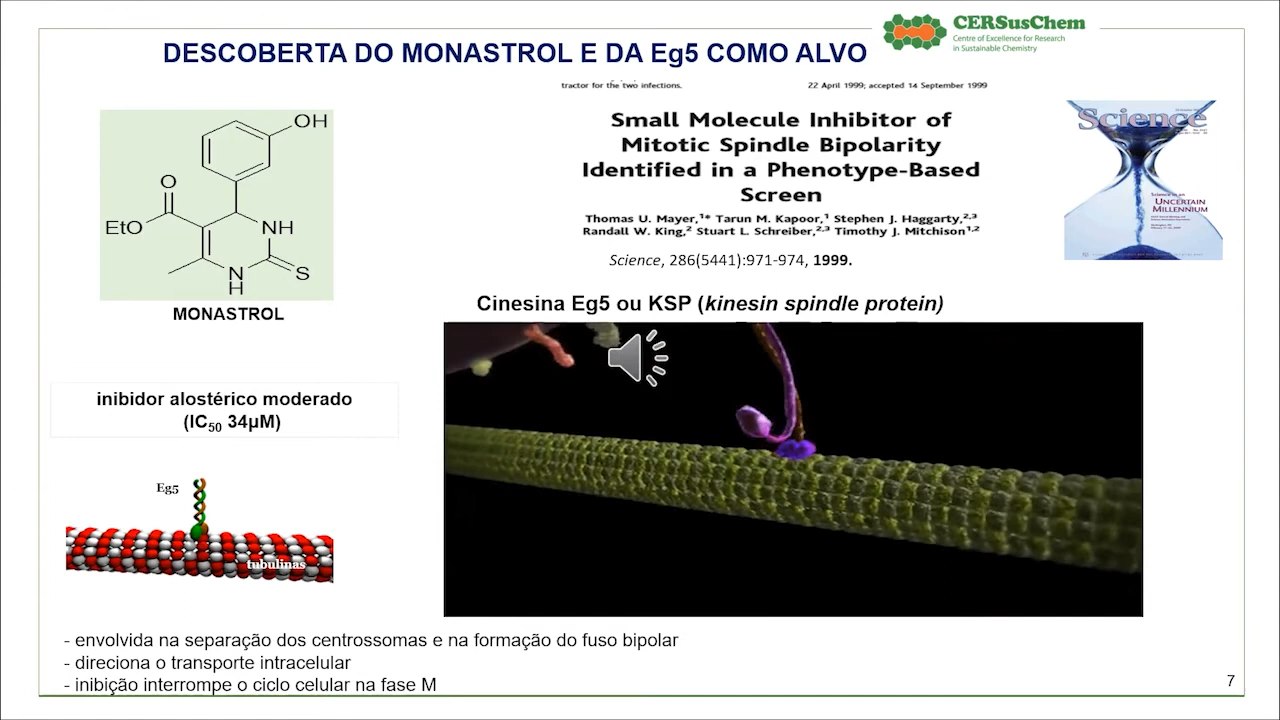 DESCOBERTA DO MONASTROL E DA Eg5 COMO ALVO
CERSusChem
Centre of Excellence for Research
in Sustainable Chemistry
tractor for the two infections.
22 April 1999; accepted 14 September 1999
Small Molecule Inhibitor of
Mitotic Spindle Bipolarity
Identified in a Phenotype-Based
Screen
Thomas U. Mayer,¹* Tarun M. Kapoor,¹ Stephen J. Haggarty,²,³
Randall W. King,² Stuart L. Schreiber,²,³ Timothy J. Mitchison¹,²
Science, 286(5441):971-974, 1999.
Science
Science in an
UNCERTAIN
MILLENNIUM
OH
O
EtO
NH
N
H
S
MONASTROL
Cinesina Eg5 ou KSP (kinesin spindle protein)
inibidor alostérico moderado
(IC₅₀ 34µM)
Eg5
tubulinas
- envolvida na separação dos centrossomas e na formação do fuso bipolar
- direciona o transporte intracelular
- inibição interrompe o ciclo celular na fase M
7